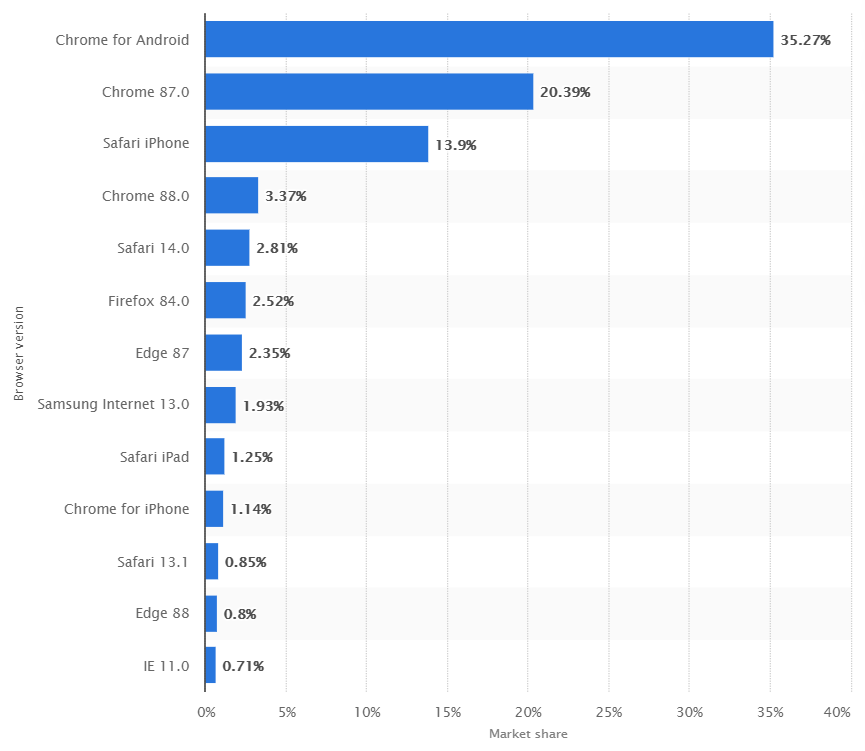 Chrome for Android 35.27%
Chrome 87.0 20.39%
Safari iPhone 13.9%
Chrome 88.0 3.37%
Safari 14.0 2.81%
Firefox 84.0 2.52%
Edge 87 2.35%
Samsung Internet 13.0 1.93%
Safari iPad 1.25%
Chrome for iPhone 1.14%
Safari 13.1 0.85%
Edge 88 0.8%
IE 11.0 0.71%
Browser version
0% 5% 10% 15% 20% 25% 30% 35% 40%
Market share